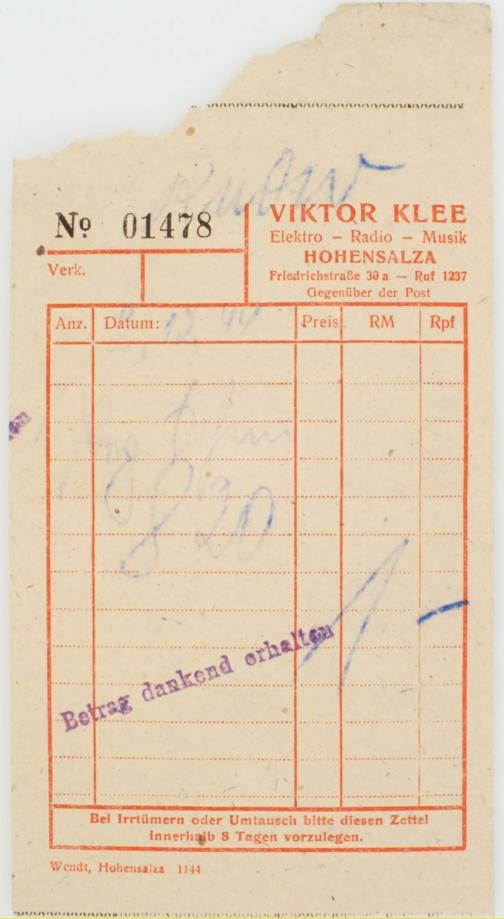 № 01478
VIKTOR KLEE
Elektro – Radio – Musik
HOHENSALZA
Friedrichstraße 30a — Ruf 1237
Gegenüber der Post
Verk.
Anz. Datum: Preis RM Rpf
820
1 –
Betrag dankend erhalten
Bei Irrtümern oder Umtausch bitte diesen Zettel
innerhalb 8 Tagen vorzulegen.
Wendt, Hohensalza 1144